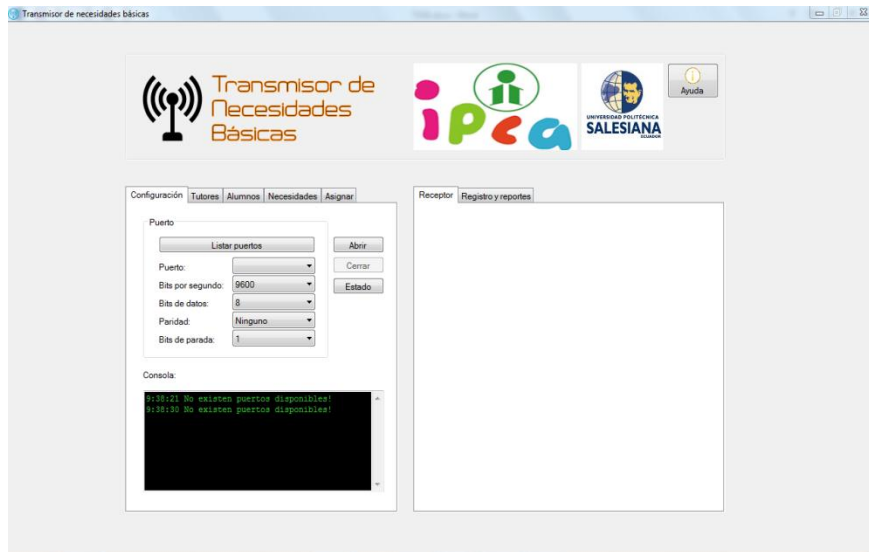 Transmisor de necesidades básicas
Transmisor de
Necesidades
Básicas
ipca
UNIVERSIDAD POLITÉCNICA
SALESIANA
ECUADOR
Ayuda
Configuración
Tutores
Alumnos
Necesidades
Asignar
Puerto
Listar puertos
Abrir
Puerto:
Cerrar
Bits por segundo:
9600
Estado
Bits de datos:
8
Paridad:
Ninguno
Bits de parada:
1
Consola:
9:38:21 No existen puertos disponibles!
9:38:30 No existen puertos disponibles!
Receptor
Registro y reportes